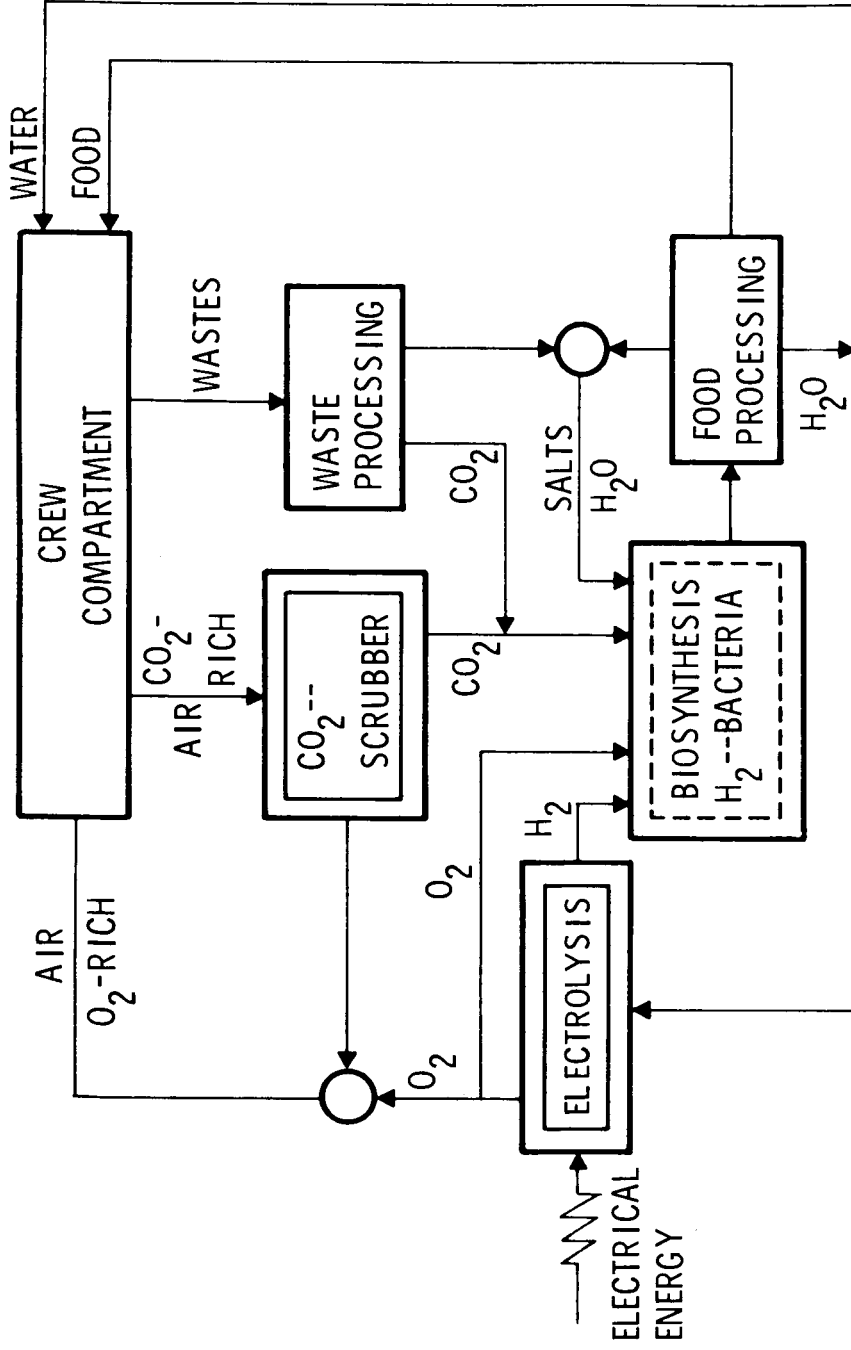 WATER
FOOD
CREW
COMPARTMENT
AIR
O₂-RICH
AIR
CO₂-
RICH
WASTES
CO₂--
SCRUBBER
WASTE
PROCESSING
CO₂
CO₂
O₂
O₂
H₂
SALTS
H₂O
ELECTRICAL
ENERGY
ELECTROLYSIS
BIOSYNTHESIS
H₂--BACTERIA
FOOD
PROCESSING
H₂O